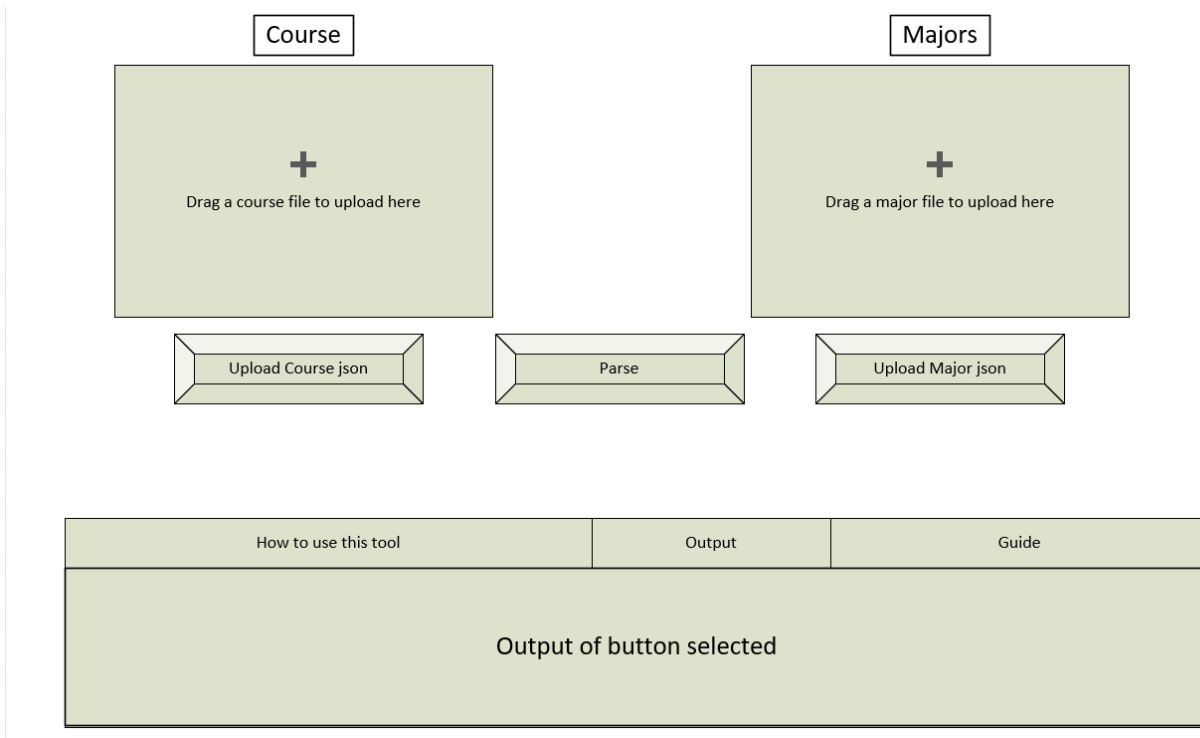 Course
Majors
Drag a course file to upload here
Drag a major file to upload here
Upload Course json
Parse
Upload Major json
How to use this tool
Output
Guide
Output of button selected